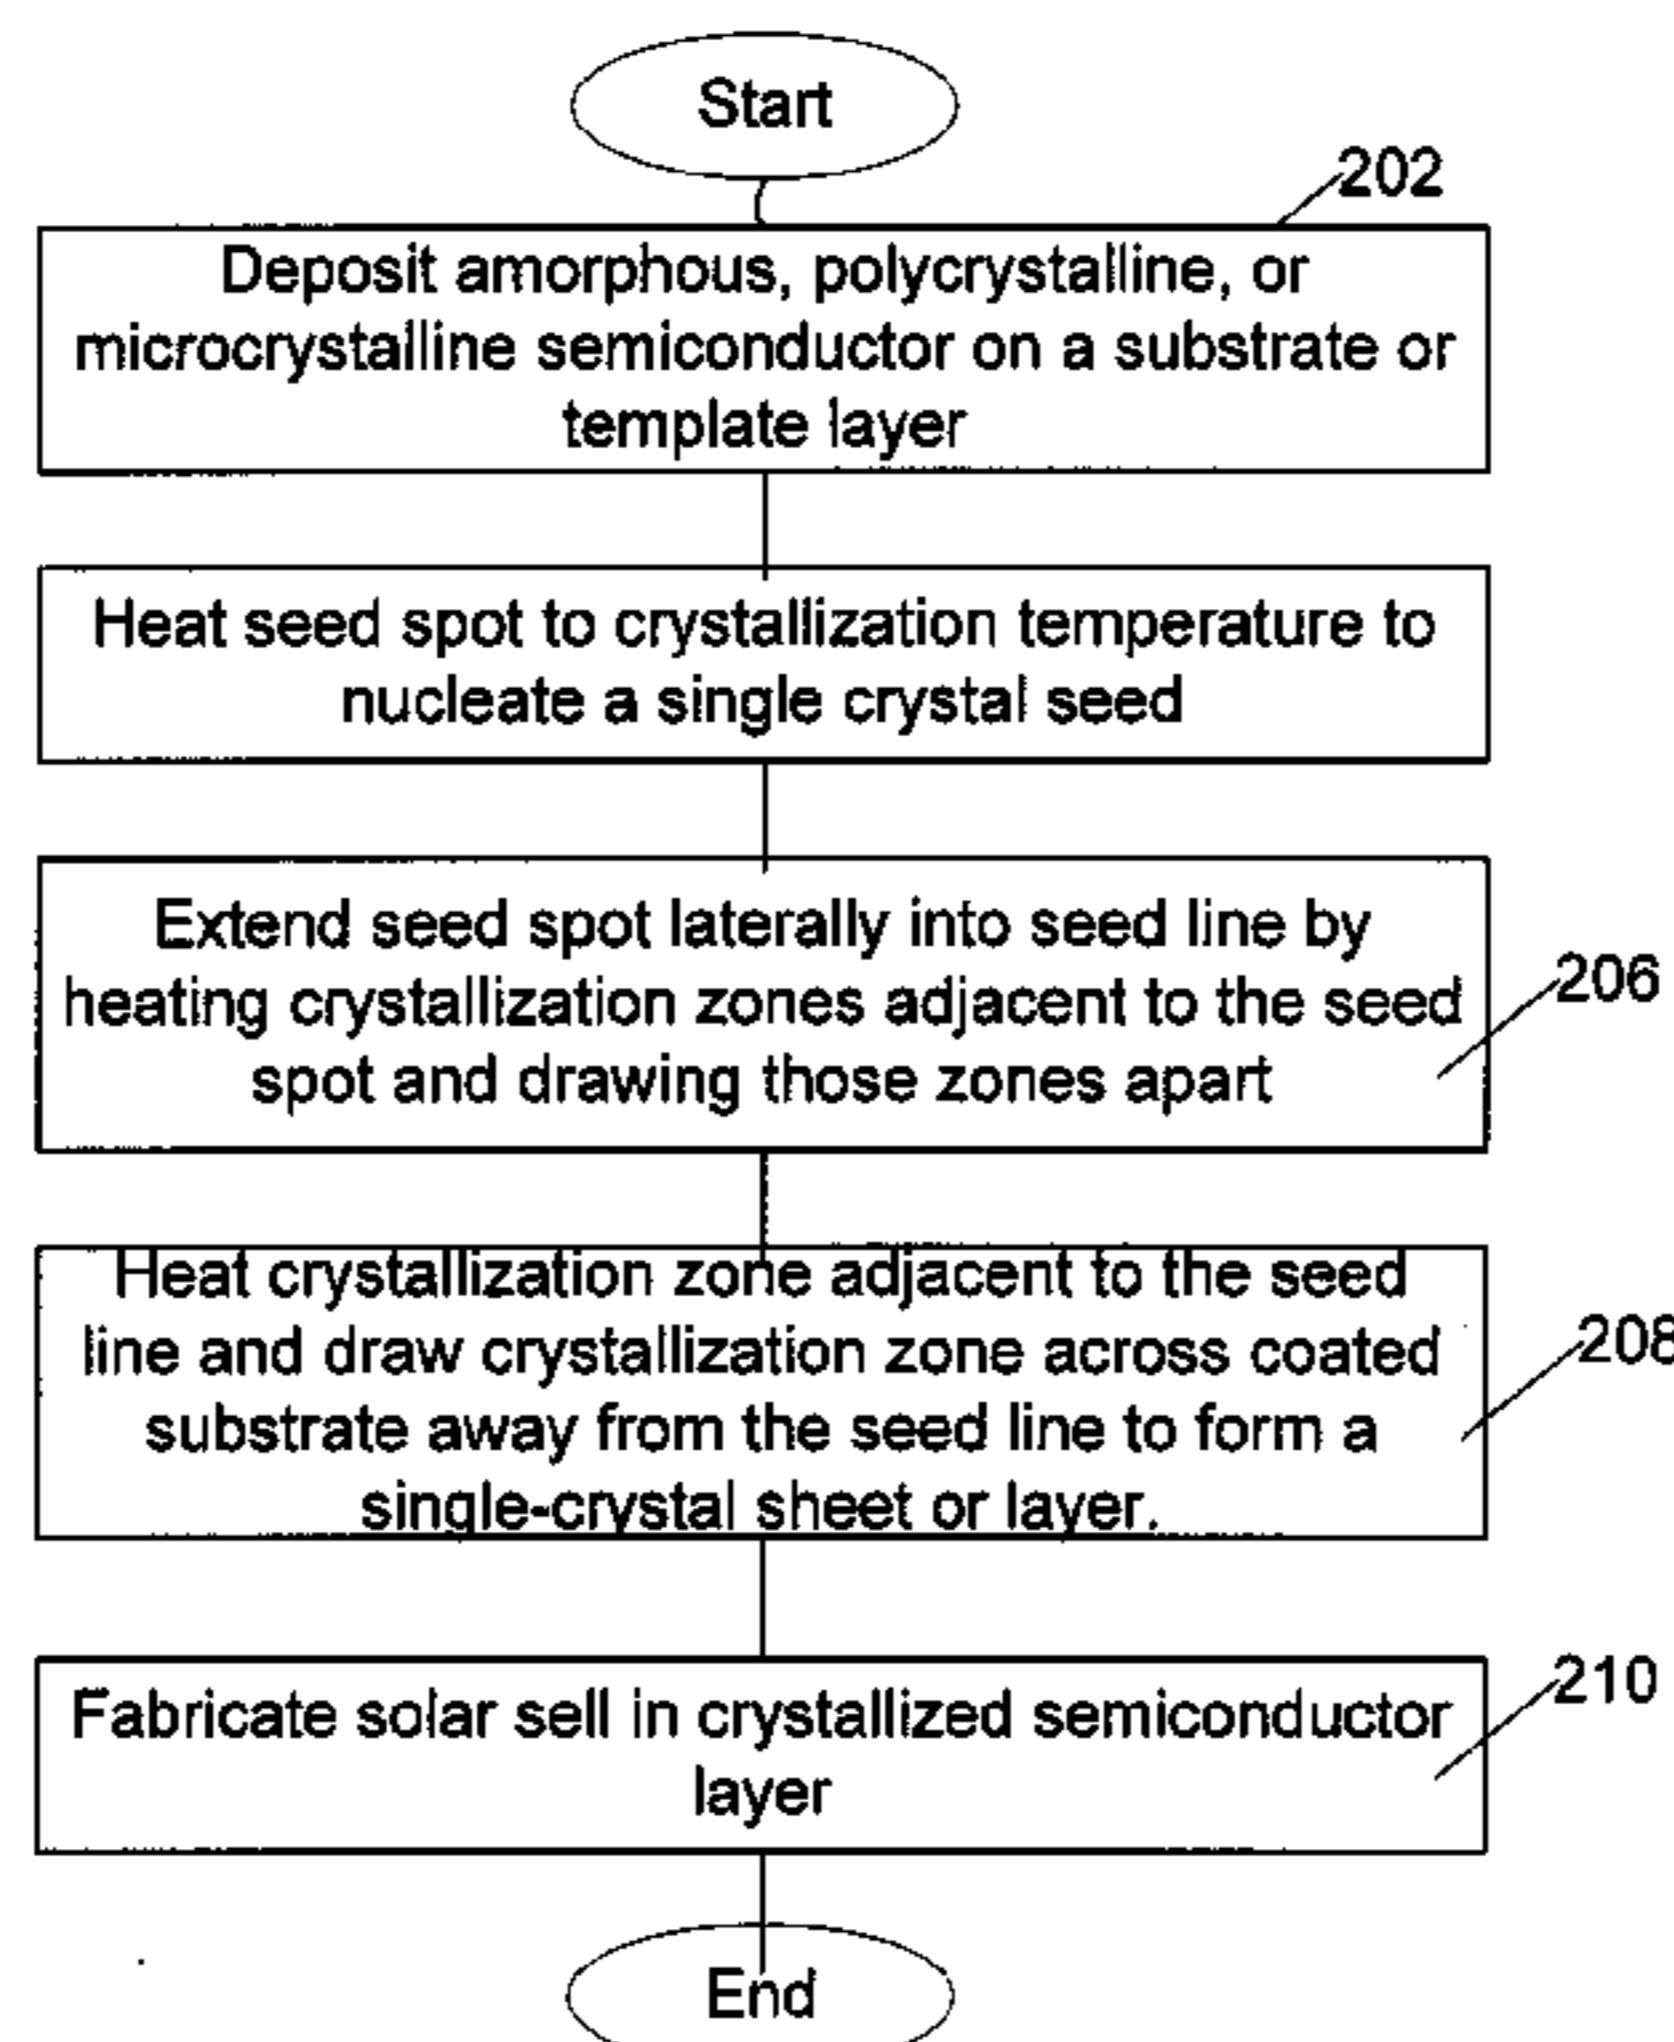 Start
202
Deposit amorphous, polycrystalline, or
microcrystalline semiconductor on a substrate or
template layer
Heat seed spot to crystallization temperature to
nucleate a single crystal seed
Extend seed spot laterally into seed line by
heating crystallization zones adjacent to the seed
spot and drawing those zones apart
206
Heat crystallization zone adjacent to the seed
line and draw crystallization zone across coated
substrate away from the seed line to form a
single-crystal sheet or layer.
208
Fabricate solar sell in crystallized semiconductor
layer
210
End